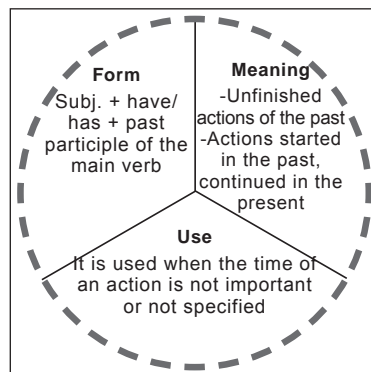 Form
Subj. + have/
has + past
participle of the
main verb
Meaning
-Unfinished
actions of the past
-Actions started
in the past,
continued in the
present
Use
It is used when the time of
an action is not important
or not specified